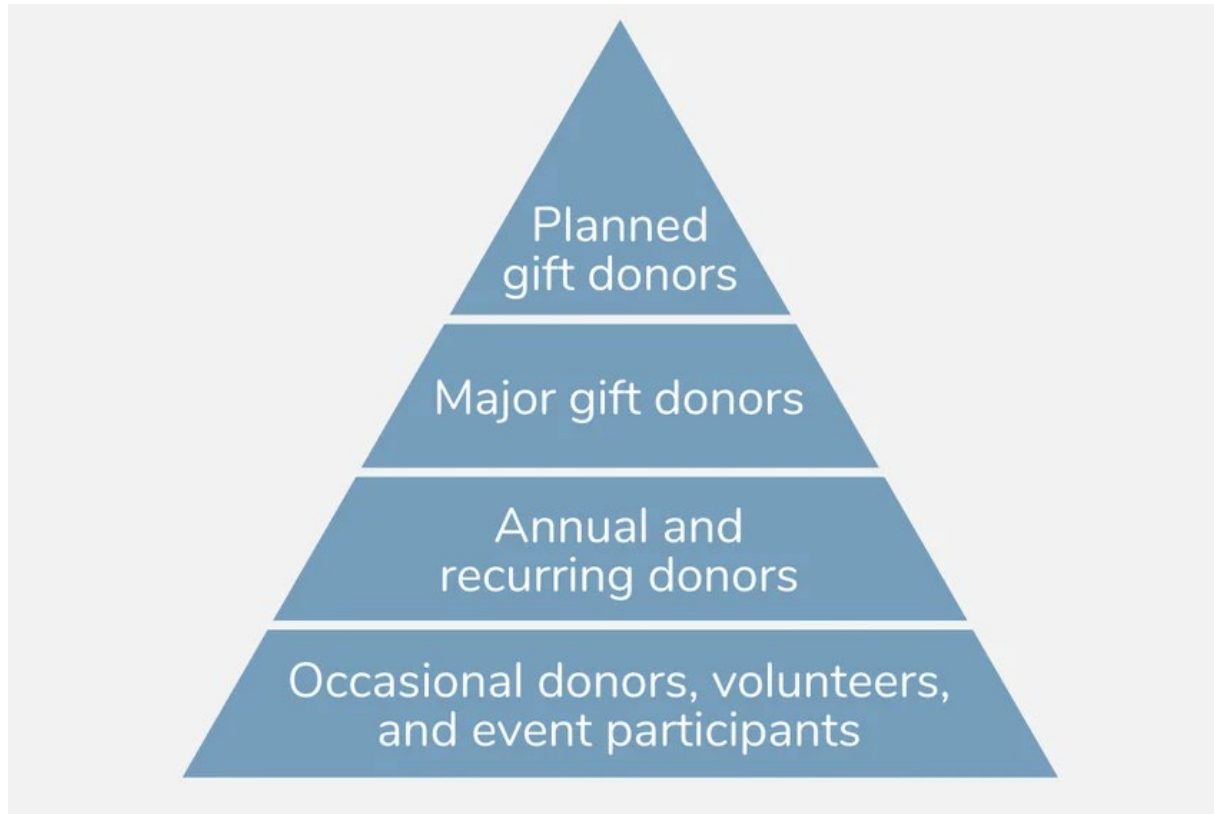 Planned
gift donors
Major gift donors
Annual and
recurring donors
Occasional donors, volunteers,
and event participants